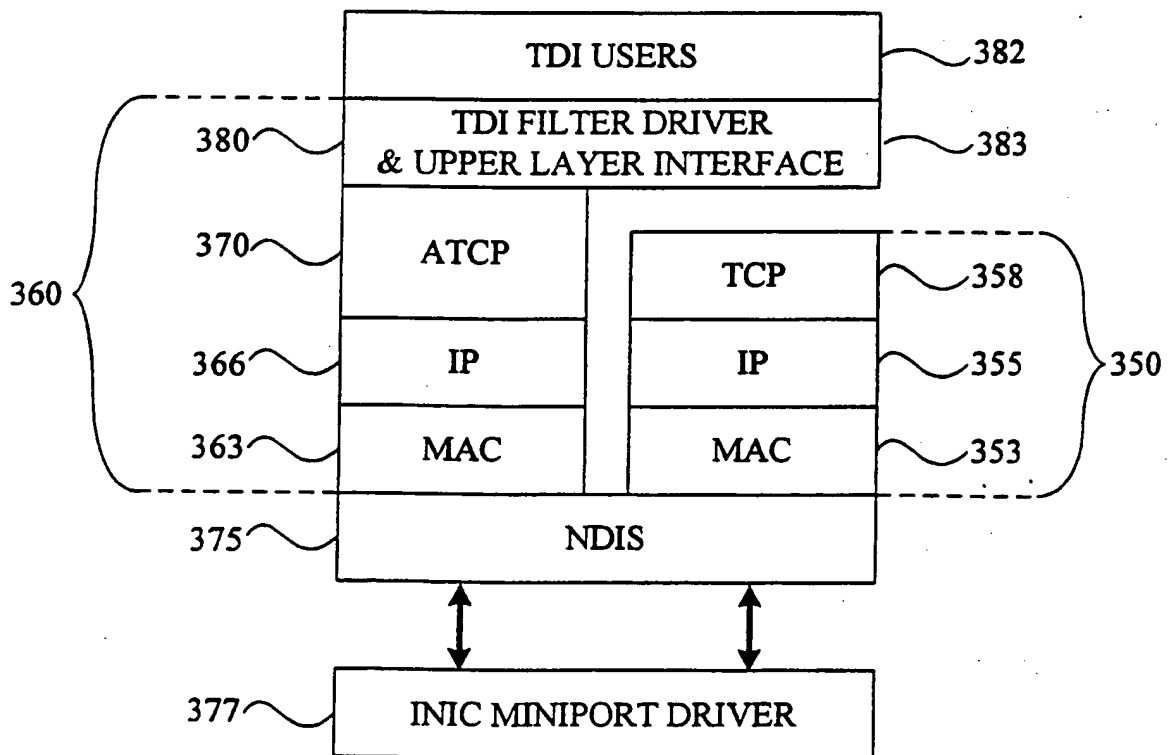 TDI USERS
382
380
TDI FILTER DRIVER
& UPPER LAYER INTERFACE
383
370
ATCP
TCP
358
360
366
IP
IP
355
350
363
MAC
MAC
353
375
NDIS
377
INIC MINIPORT DRIVER